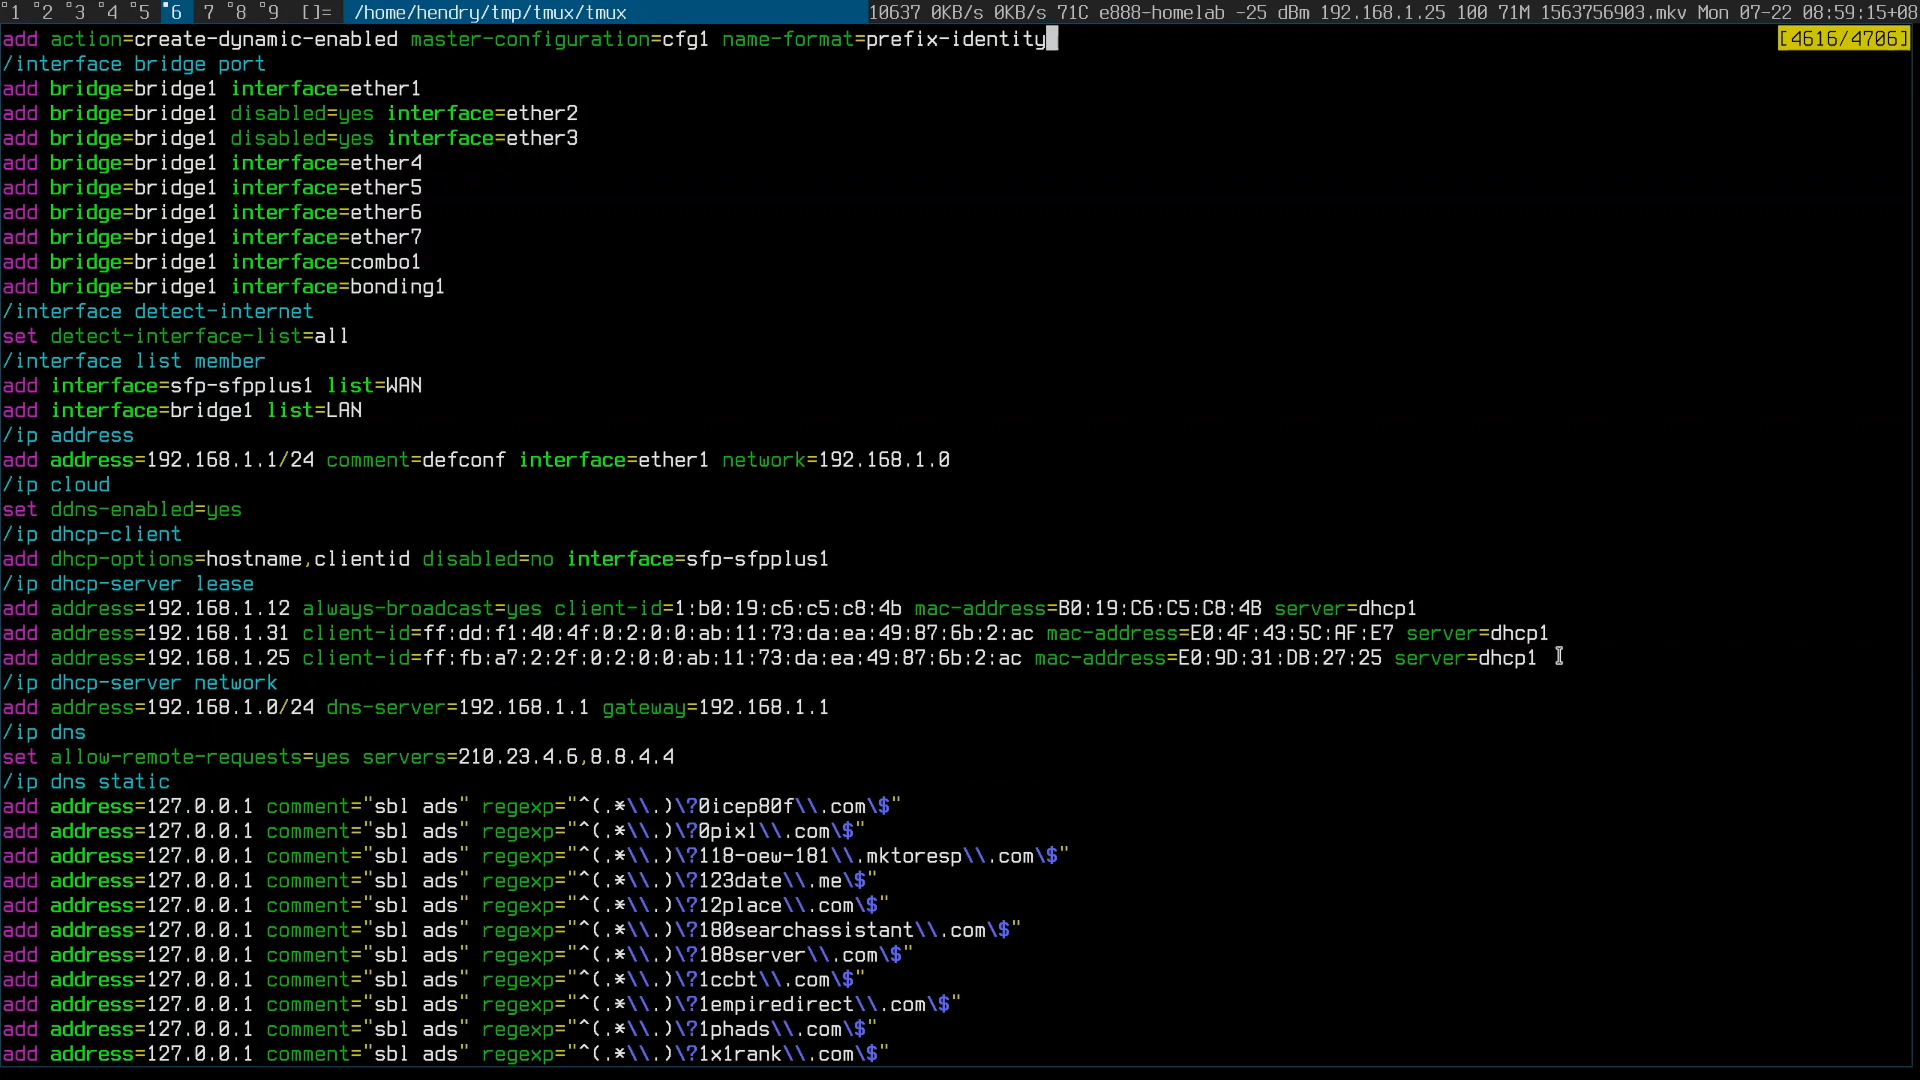 1 2 3 4 5 6 7 8 9 []= /home/hendry/tmp/tmux/tmux 10637 0KB/s 0KB/s 71C e888-homelab -25 dBm 192.168.1.25 100 71M 1563756903.mkv Mon 07-22 08:59:15+08
add action=create-dynamic-enabled master-configuration=cfg1 name-format=prefix-identity [4616/4706]
/interface bridge port
add bridge=bridge1 interface=ether1
add bridge=bridge1 disabled=yes interface=ether2
add bridge=bridge1 disabled=yes interface=ether3
add bridge=bridge1 interface=ether4
add bridge=bridge1 interface=ether5
add bridge=bridge1 interface=ether6
add bridge=bridge1 interface=ether7
add bridge=bridge1 interface=combo1
add bridge=bridge1 interface=bonding1
/interface detect-internet
set detect-interface-list=all
/interface list member
add interface=sfp-sfpplus1 list=WAN
add interface=bridge1 list=LAN
/ip address
add address=192.168.1.1/24 comment=defconf interface=ether1 network=192.168.1.0
/ip cloud
set ddns-enabled=yes
/ip dhcp-client
add dhcp-options=hostname,clientid disabled=no interface=sfp-sfpplus1
/ip dhcp-server lease
add address=192.168.1.12 always-broadcast=yes client-id=1:b0:19:c6:c5:c8:4b mac-address=B0:19:C6:C5:C8:4B server=dhcp1
add address=192.168.1.31 client-id=ff:dd:f1:40:4f:0:2:0:0:ab:11:73:da:ea:49:87:6b:2:ac mac-address=E0:4F:43:5C:AF:E7 server=dhcp1
add address=192.168.1.25 client-id=ff:fb:a7:2:2f:0:2:0:0:ab:11:73:da:ea:49:87:6b:2:ac mac-address=E0:9D:31:DB:27:25 server=dhcp1
/ip dhcp-server network
add address=192.168.1.0/24 dns-server=192.168.1.1 gateway=192.168.1.1
/ip dns
set allow-remote-requests=yes servers=210.23.4.6,8.8.4.4
/ip dns static
add address=127.0.0.1 comment="sbl ads" regexp="^(.*\\.)\?0icep80f\\.com\$"
add address=127.0.0.1 comment="sbl ads" regexp="^(.*\\.)\?0pixl\\.com\$"
add address=127.0.0.1 comment="sbl ads" regexp="^(.*\\.)\?118-oew-181\\.mktoresp\\.com\$"
add address=127.0.0.1 comment="sbl ads" regexp="^(.*\\.)\?123date\\.me\$"
add address=127.0.0.1 comment="sbl ads" regexp="^(.*\\.)\?12place\\.com\$"
add address=127.0.0.1 comment="sbl ads" regexp="^(.*\\.)\?180searchassistant\\.com\$"
add address=127.0.0.1 comment="sbl ads" regexp="^(.*\\.)\?188server\\.com\$"
add address=127.0.0.1 comment="sbl ads" regexp="^(.*\\.)\?1ccbt\\.com\$"
add address=127.0.0.1 comment="sbl ads" regexp="^(.*\\.)\?1empiredirect\\.com\$"
add address=127.0.0.1 comment="sbl ads" regexp="^(.*\\.)\?1phads\\.com\$"
add address=127.0.0.1 comment="sbl ads" regexp="^(.*\\.)\?1x1rank\\.com\$"